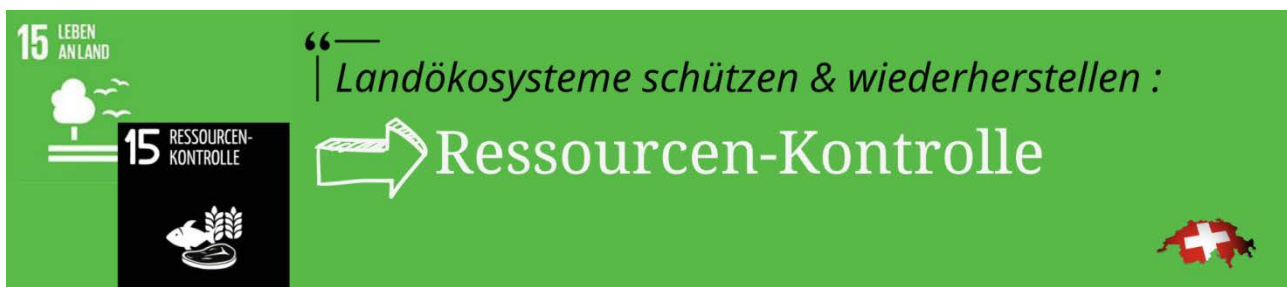 15 LEBEN
AN LAND
15 RESSOURCEN-
KONTROLLE
“
Landökosysteme schützen & wiederherstellen :
Ressourcen-Kontrolle